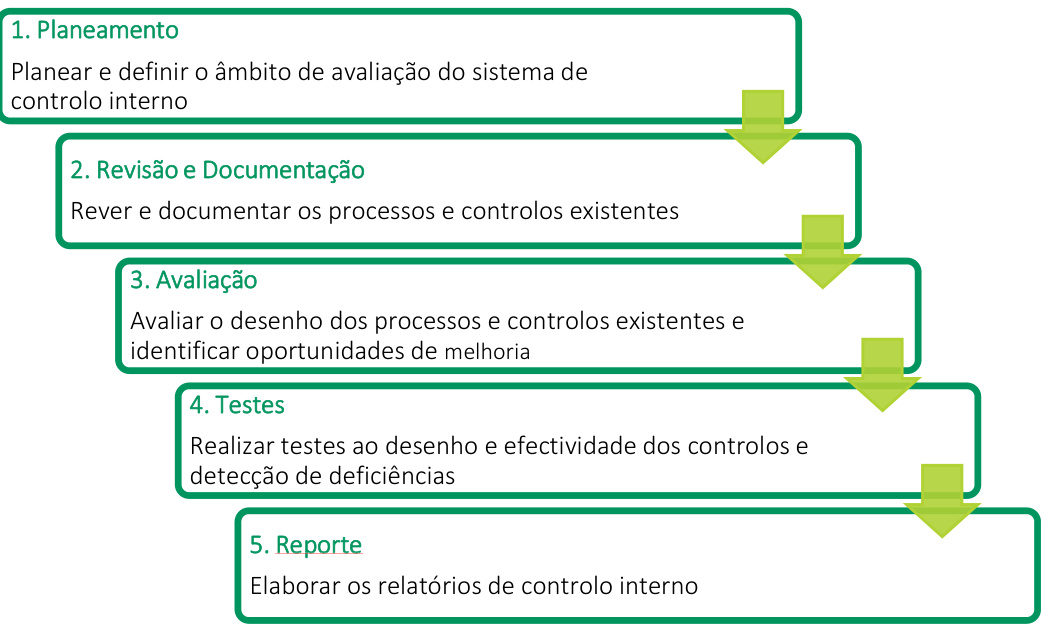 1. Planeamento
Planear e definir o âmbito de avaliação do sistema de
controlo interno
2. Revisão e Documentação
Rever e documentar os processos e controlos existentes
3. Avaliação
Avaliar o desenho dos processos e controlos existentes e
identificar oportunidades de melhoria
4. Testes
Realizar testes ao desenho e efectividade dos controlos e
detecção de deficiências
5. Reporte
Elaborar os relatórios de controlo interno